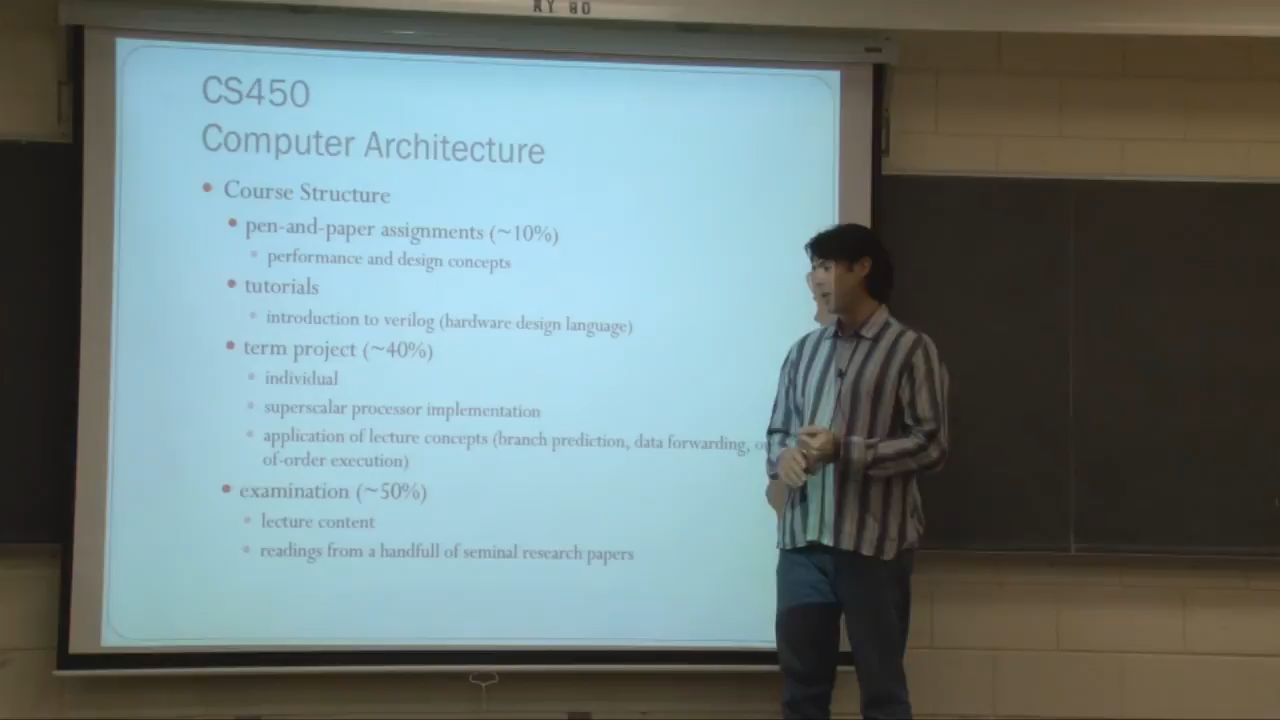 CS450
Computer Architecture
• Course Structure
• pen-and-paper assignments (~10%)
• performance and design concepts
• tutorials
• introduction to verilog (hardware design language)
• term project (~40%)
• individual
• superscalar processor implementation
• application of lecture concepts (branch prediction, data forwarding,
of-order execution)
• examination (~50%)
• lecture content
• readings from a handfull of seminal research papers